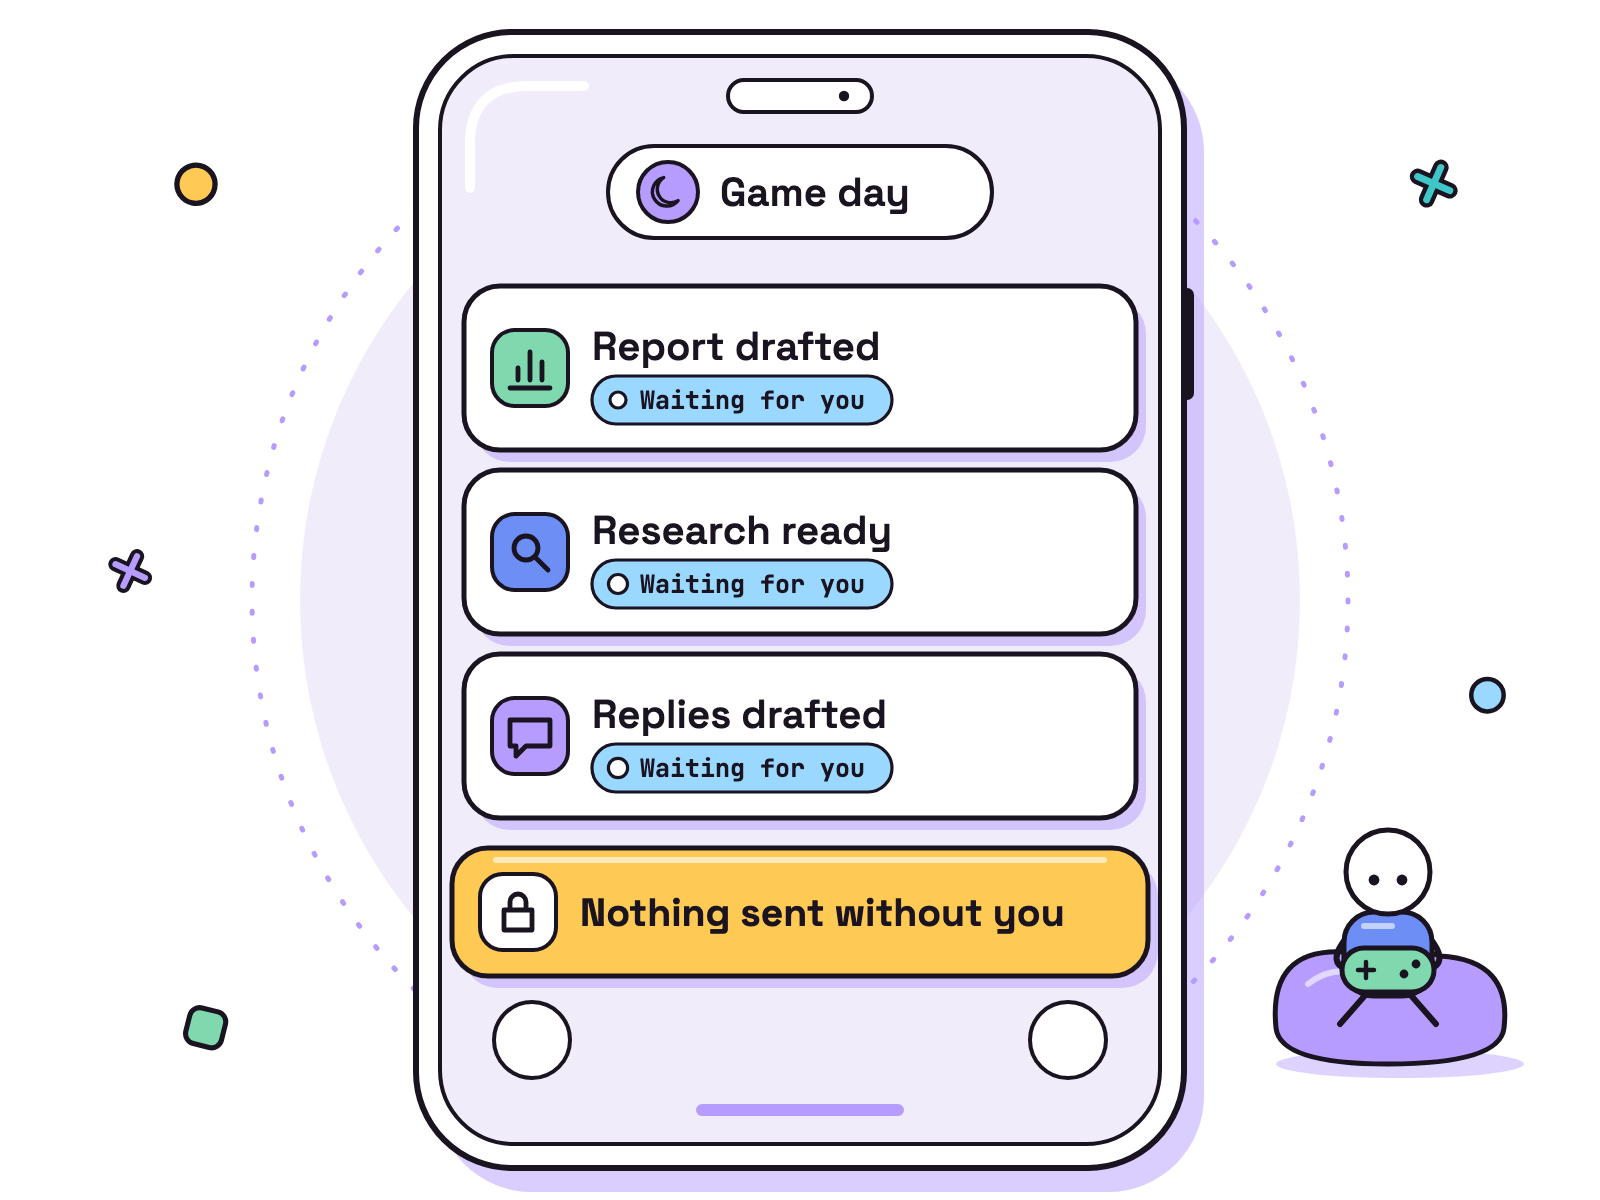 Game day
Report drafted
Waiting for you
Research ready
Waiting for you
Replies drafted
Waiting for you
Nothing sent without you